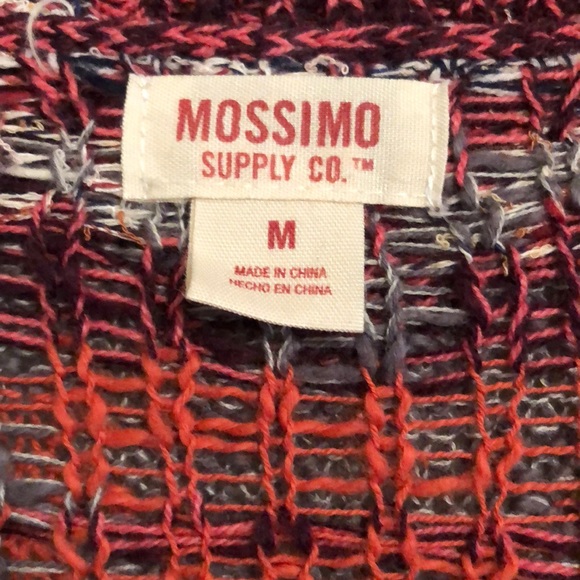 MOSSIMO
SUPPLY CO.™
M
MADE IN CHINA
HECHO EN CHINA